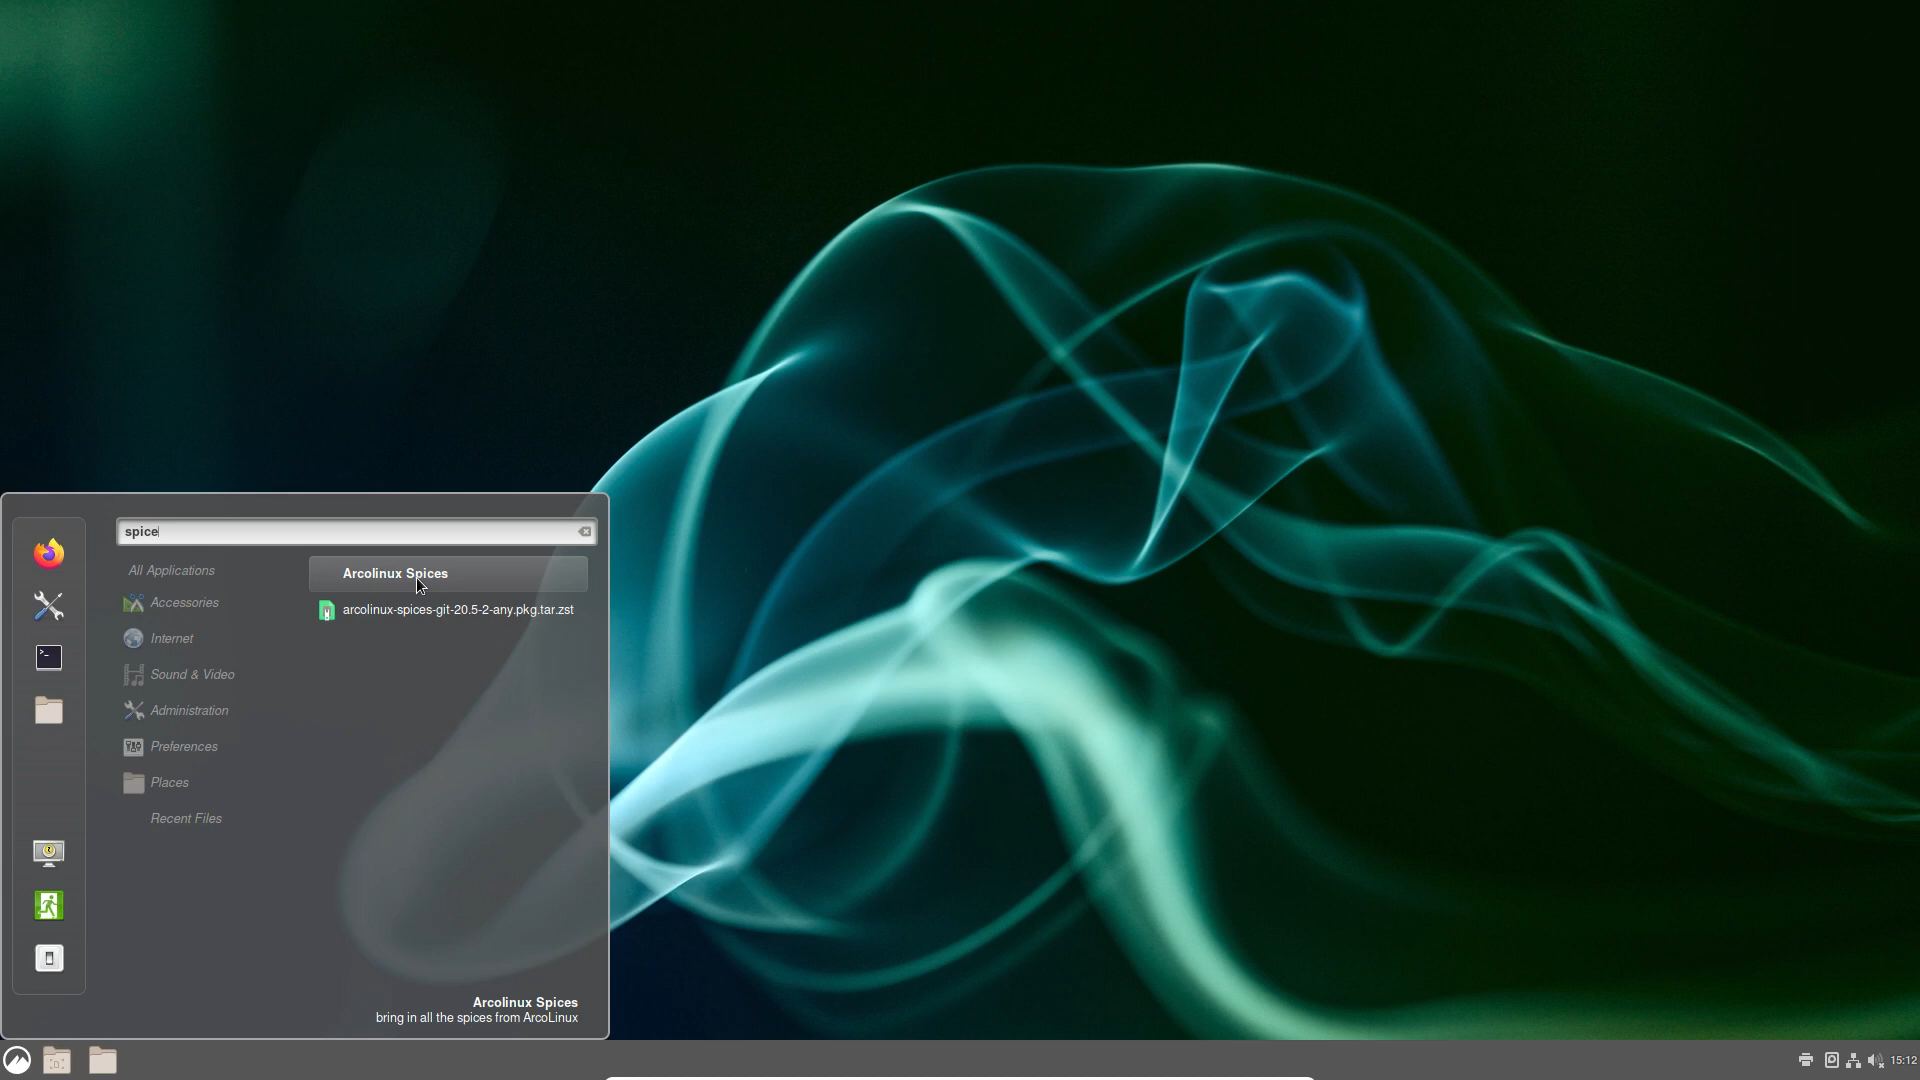 spice
All Applications
Arcolinux Spices
Accessories
arcolinux-spices-git-20.5-2-any.pkg.tar.zst
Internet
Sound & Video
Administration
Preferences
Places
Recent Files
Arcolinux Spices
bring in all the spices from ArcoLinux
15:12